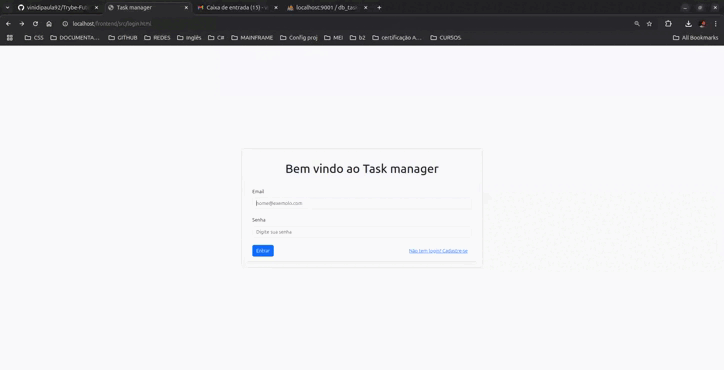 vinidipaula92/Trybe-Fu
Task manager
Caixa de entrada (15) - v
localhost:9001 / db_ta
localhost/frontend/src/login.html
CSS DOCUMENTA... GITHUB REDES Inglês C# MAINFRAME Config proj MEI b2 certificação A... CURSOS All Bookmarks
Bem vindo ao Task manager
Email
nome@exemplo.com
Senha
Digite sua senha
Entrar
Não tem login? Cadastre-se